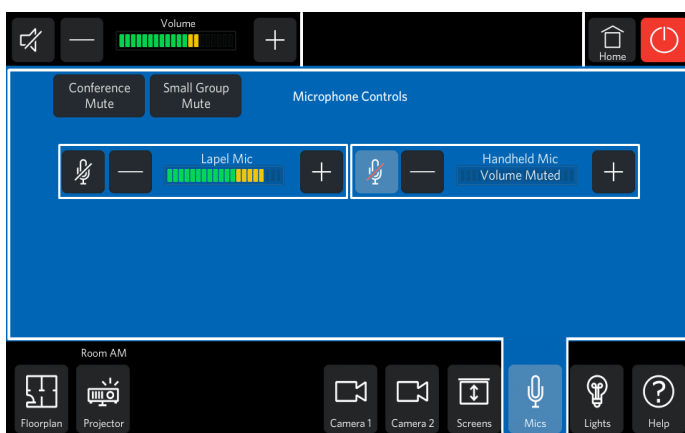 Volume
Home
Conference
Mute
Small Group
Mute
Microphone Controls
Lapel Mic
Handheld Mic
Volume Muted
Room AM
Floorplan
Projector
Camera 1
Camera 2
Screens
Mics
Lights
Help